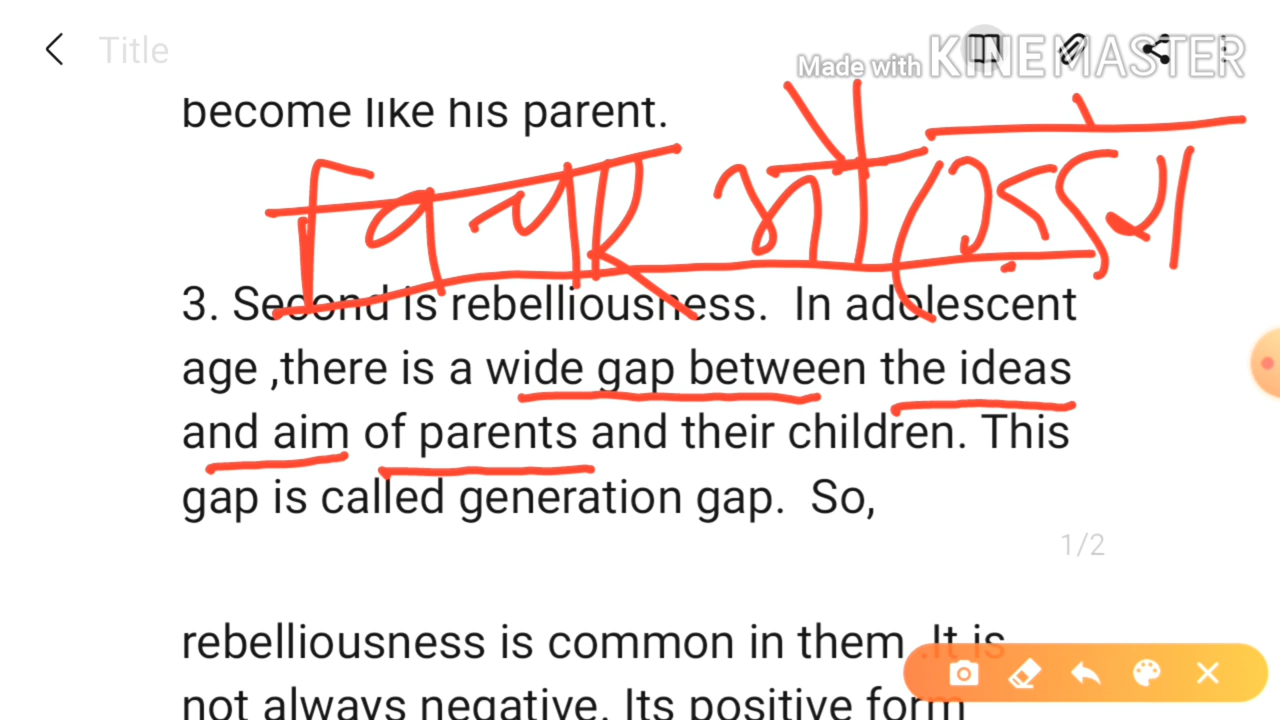 Title
Made with KINEMASTER
become like his parent.
विचार
3. Second is rebelliousness. In adolescent
age ,there is a wide gap between the ideas
and aim of parents and their children. This
gap is called generation gap. So,
1/2
rebelliousness is common in them .It is
not always negative. Its positive form